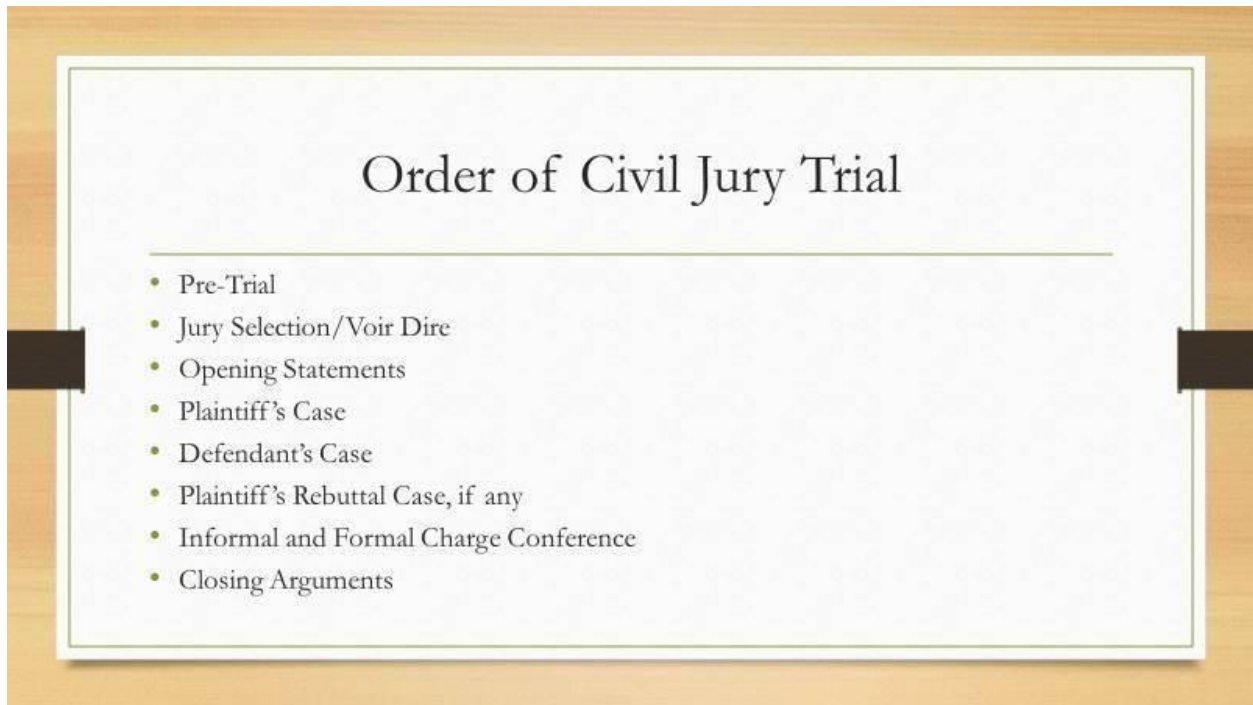 Order of Civil Jury Trial
• Pre-Trial
• Jury Selection/Voir Dire
• Opening Statements
• Plaintiff’s Case
• Defendant’s Case
• Plaintiff’s Rebuttal Case, if any
• Informal and Formal Charge Conference
• Closing Arguments